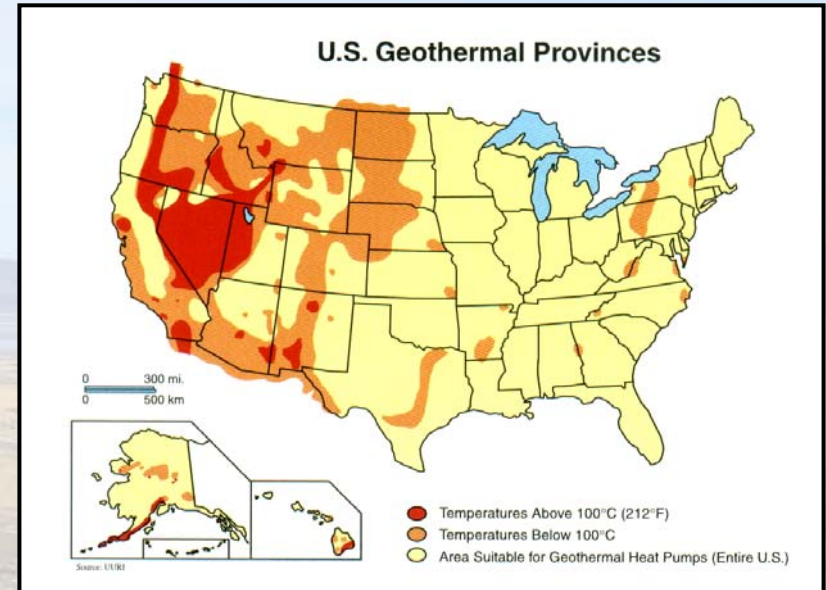 U.S. Geothermal Provinces
0 300 mi.
0 500 km
Temperatures Above 100°C (212°F)
Temperatures Below 100°C
Area Suitable for Geothermal Heat Pumps (Entire U.S.)
Source: UURI